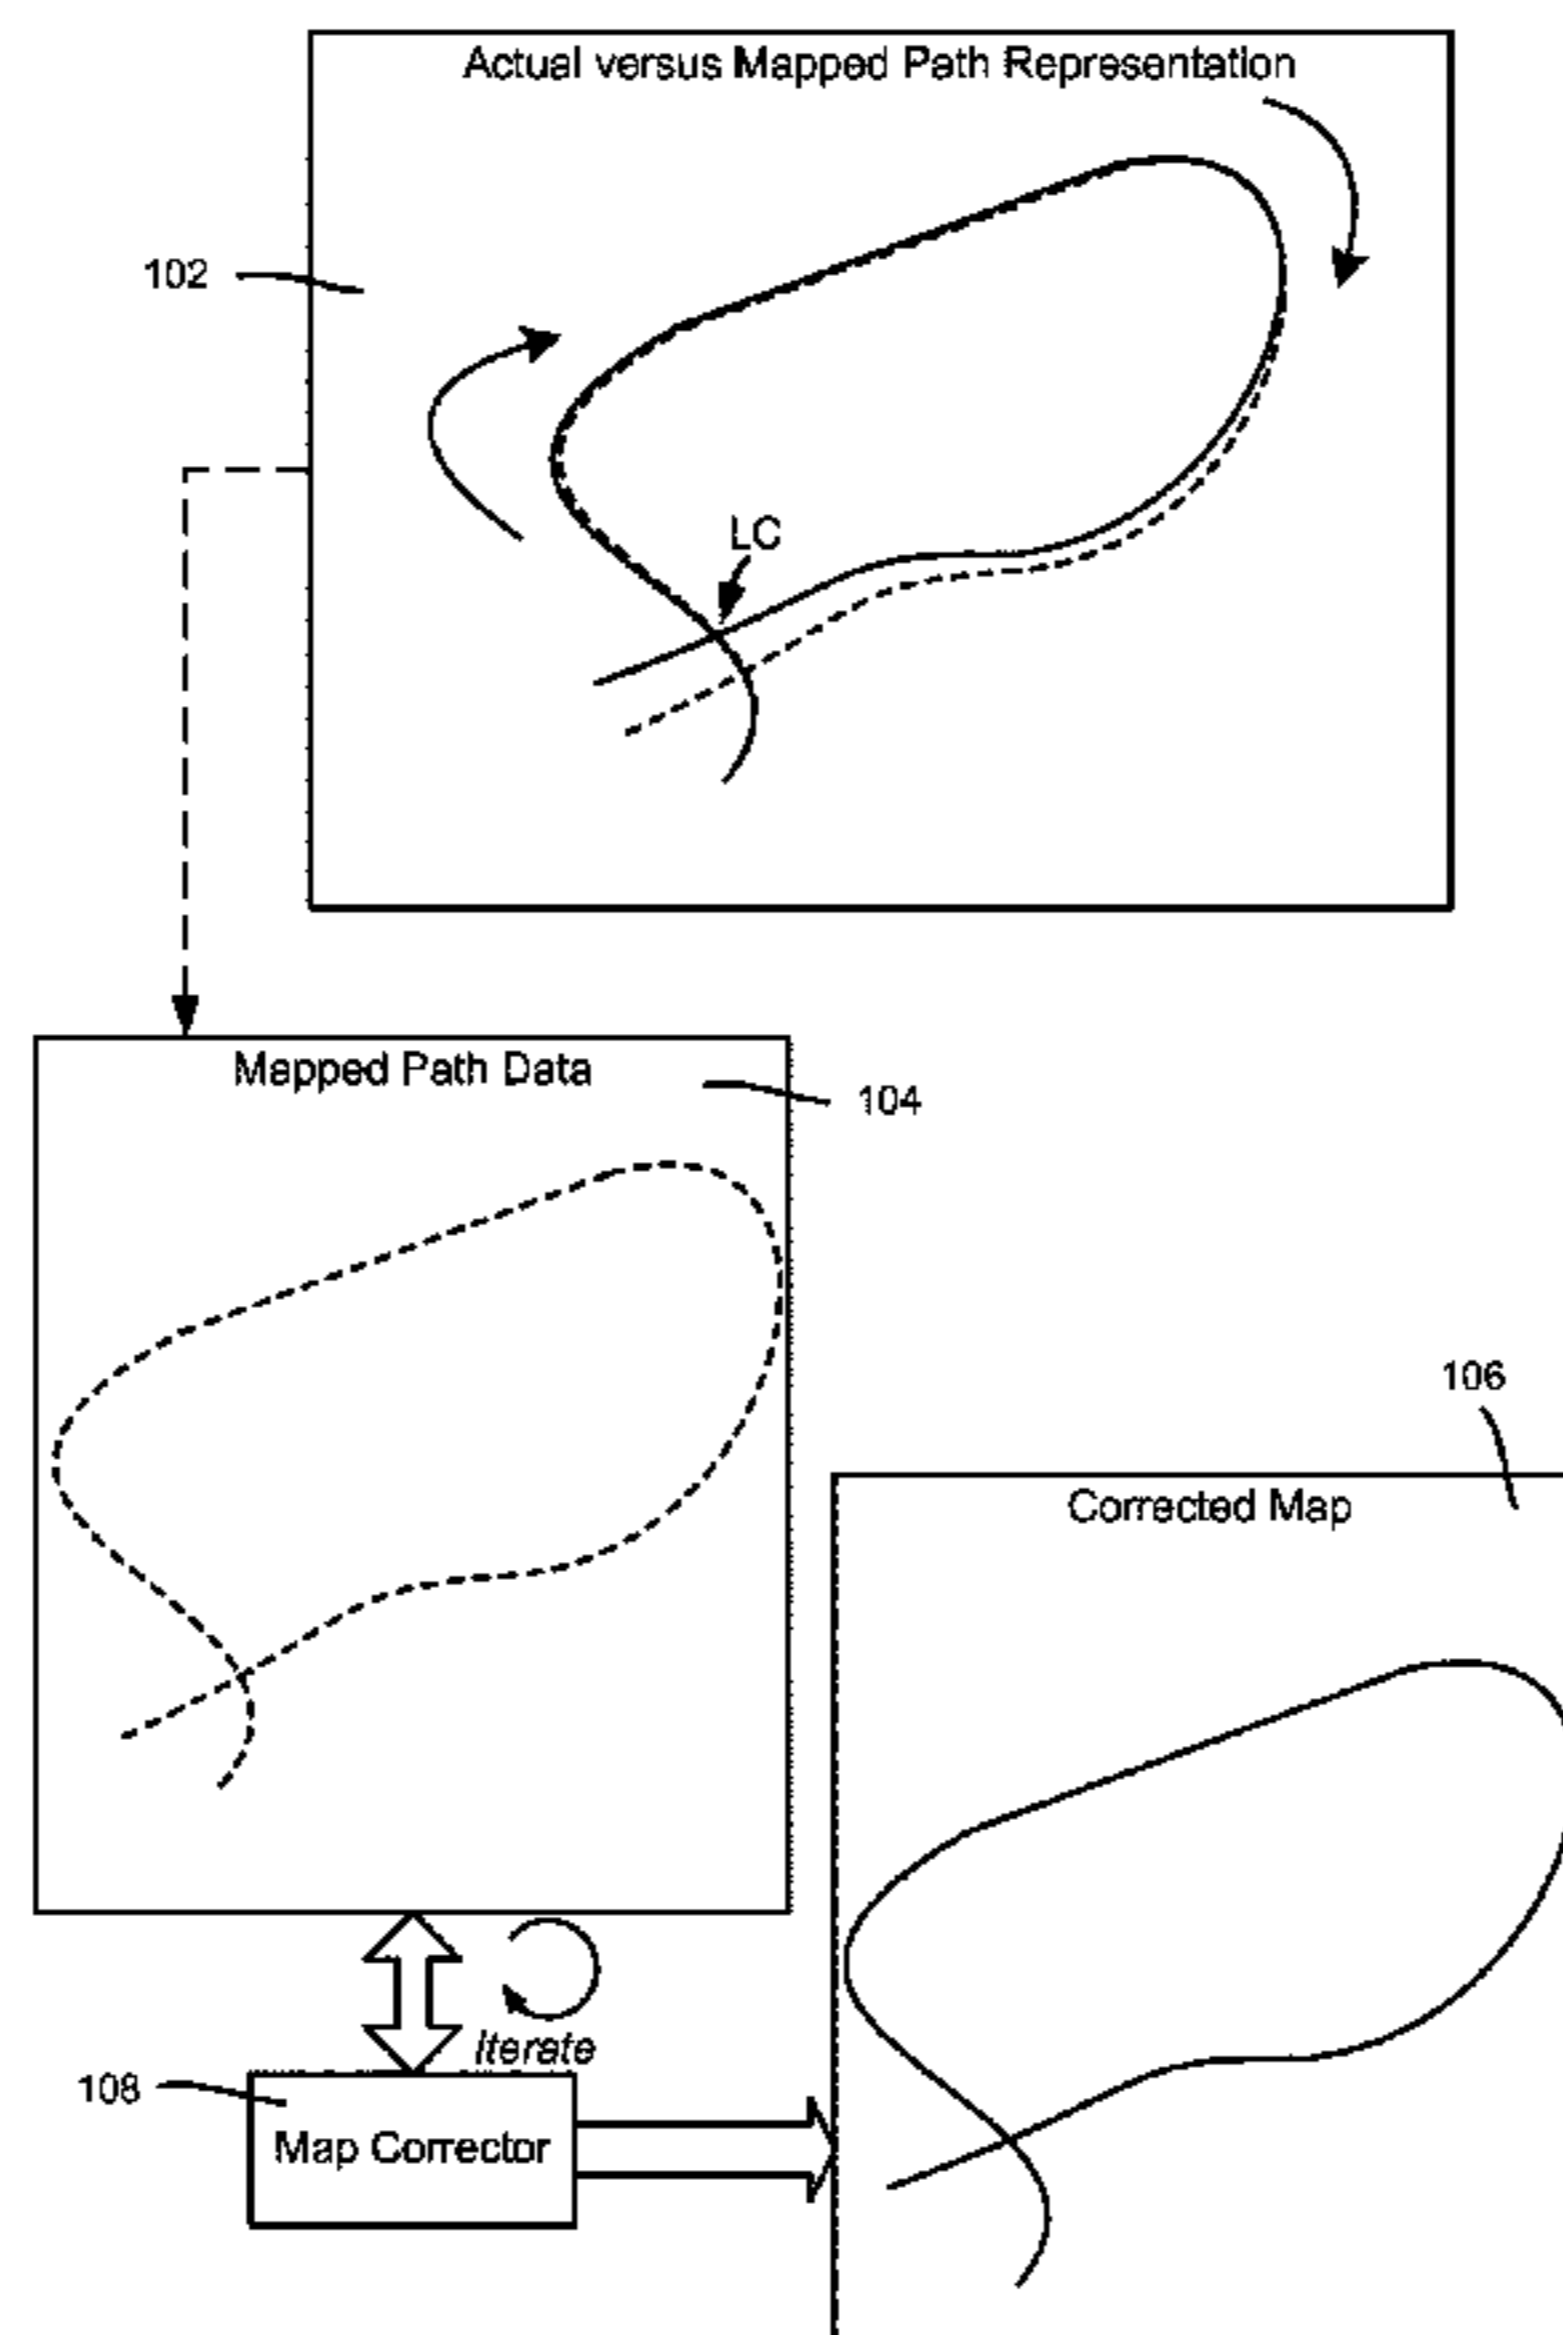 Actual versus Mapped Path Representation
102
LC
Mapped Path Data
104
106
Corrected Map
Iterate
108
Map Corrector